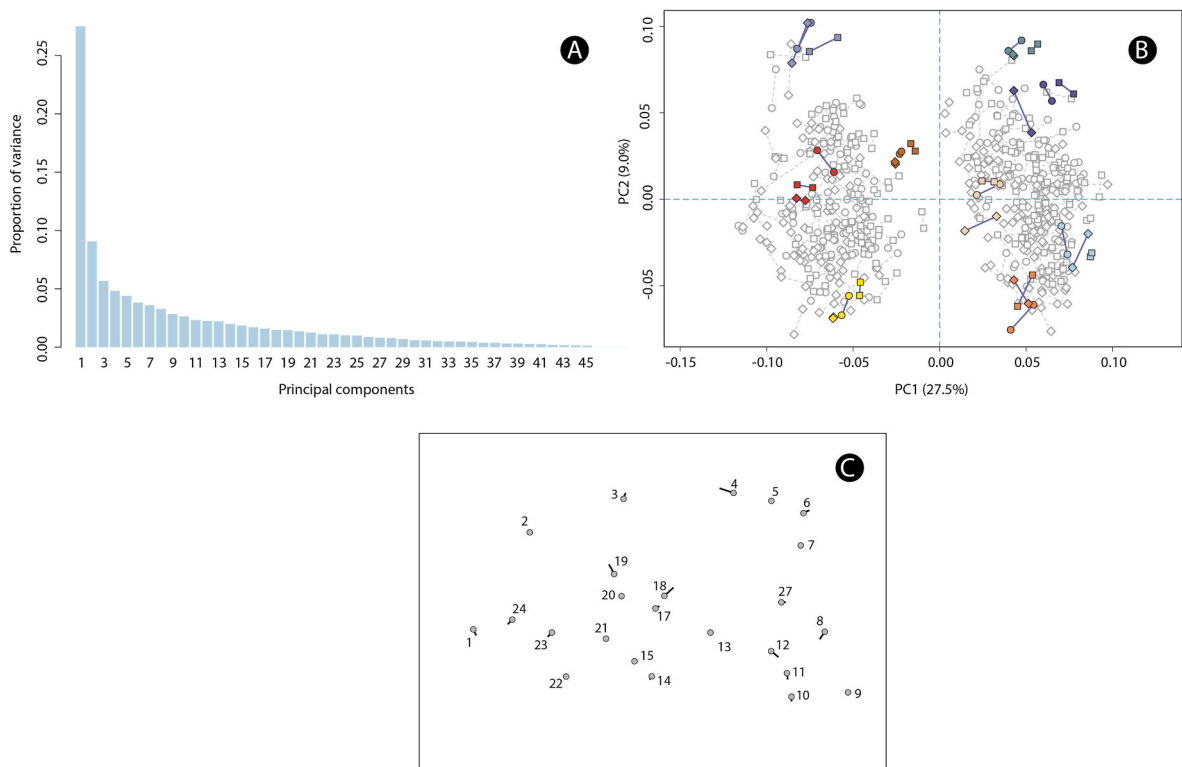 A
Proportion of variance
0.25
0.20
0.15
0.10
0.05
0.00
1 3 5 7 9 11 13 15 17 19 21 23 25 27 29 31 33 35 37 39 41 43 45
Principal components
B
PC2 (9.0%)
0.10
0.05
0.00
-0.05
-0.15 -0.10 -0.05 0.00 0.05 0.10
PC1 (27.5%)
C
3 4 5 6
2
7
19
20 18 27
24 17
1 23 21 13 8
15 12
22 14 11
10 9